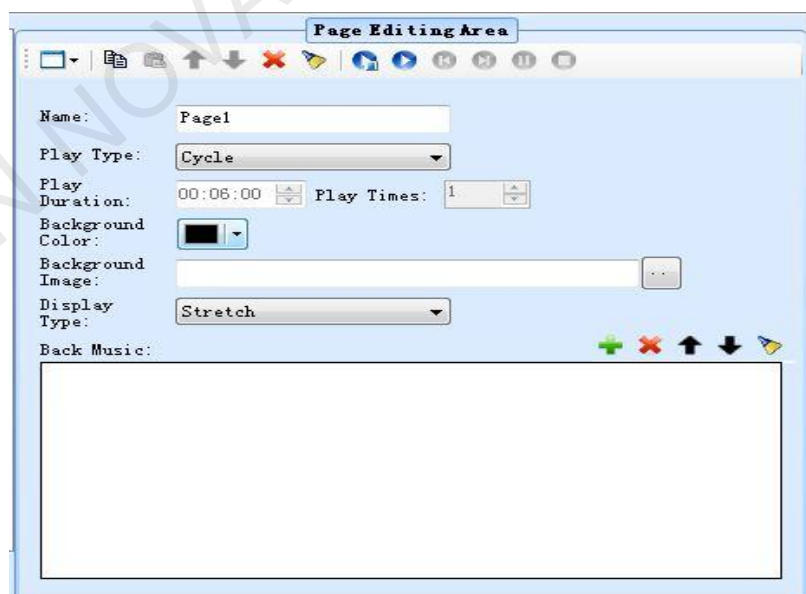 Page Editing Area
Name:
Page1
Play Type:
Cycle
Play
Duration:
00:06:00
Play Times:
1
Background
Color:
Background
Image:
..
Display
Type:
Stretch
Back Music: